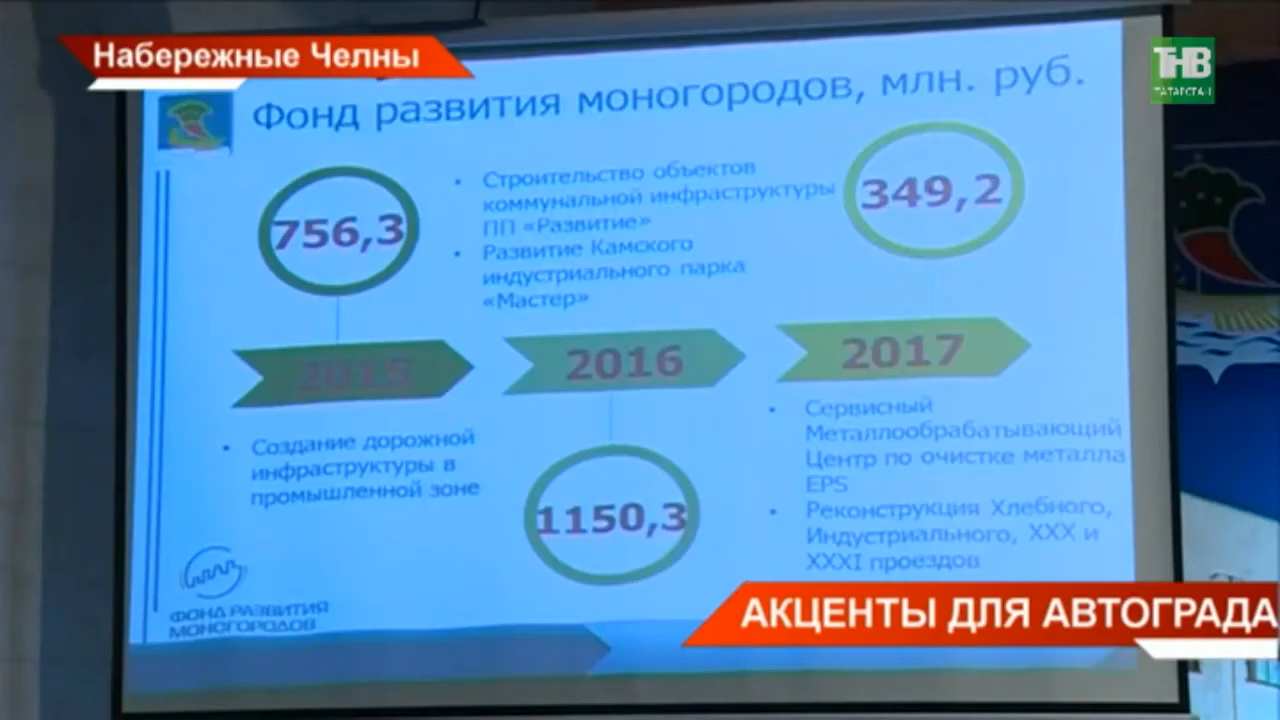 Набережные Челны
ТНВ
ТАТАРСТАН
Фонд развития моногородов, млн. руб.
756,3
• Строительство объектов
коммунальной инфраструктуры
ПП «Развитие»
• Развитие Камского
индустриального парка
«Мастер»
349,2
2015
2016
2017
• Создание дорожной
инфраструктуры в
промышленной зоне
1150,3
• Сервисный
Металлообрабатывающий
Центр по очистке металла
EPS
• Реконструкция Хлебного,
Индустриального, XXX и
XXXI проездов
ФОНД РАЗВИТИЯ
МОНОГОРОДОВ
АКЦЕНТЫ ДЛЯ АВТОГРАДА